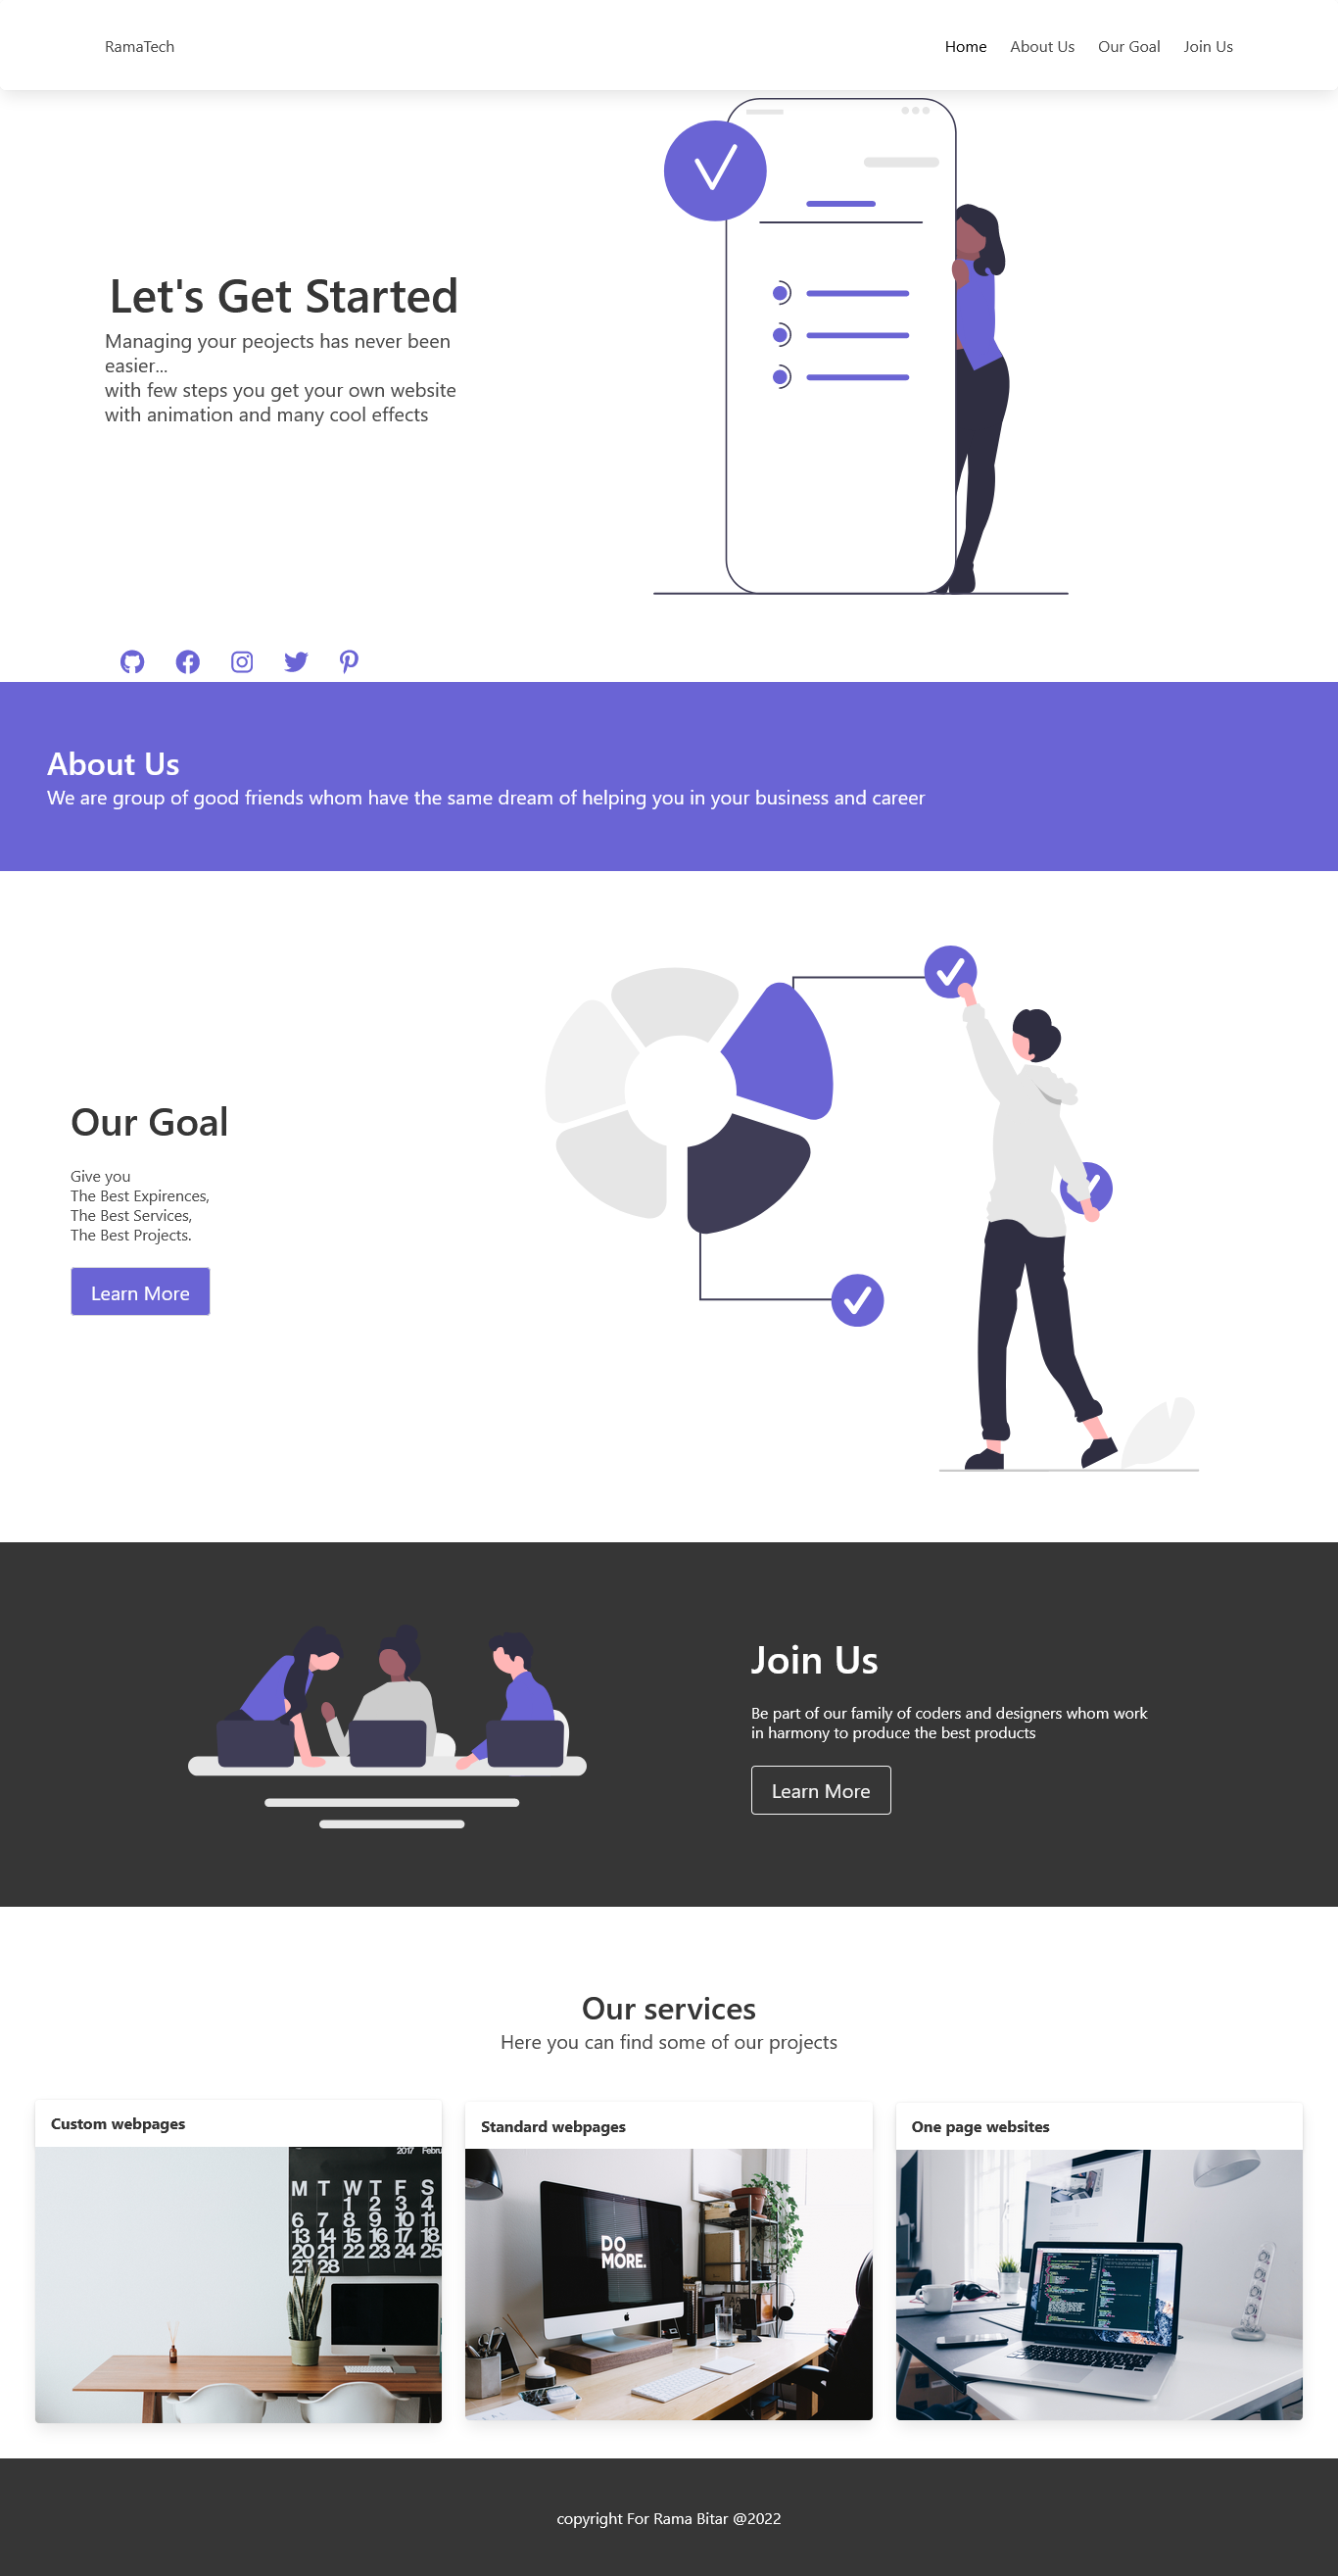 RamaTech
Home About Us Our Goal Join Us
Let's Get Started
Managing your peojects has never been
easier...
with few steps you get your own website
with animation and many cool effects
About Us
We are group of good friends whom have the same dream of helping you in your business and career
Our Goal
Give you
The Best Expirences,
The Best Services,
The Best Projects.
Learn More
Join Us
Be part of our family of coders and designers whom work
in harmony to produce the best products
Learn More
Our services
Here you can find some of our projects
Custom webpages
2017 Febru
M T W T F S
1 2 3 4
6 7 8 9 10 11
13 14 15 16 17 18
20 21 22 23 24 25
27 28
Standard webpages
DO
MORE.
One page websites
copyright For Rama Bitar @2022